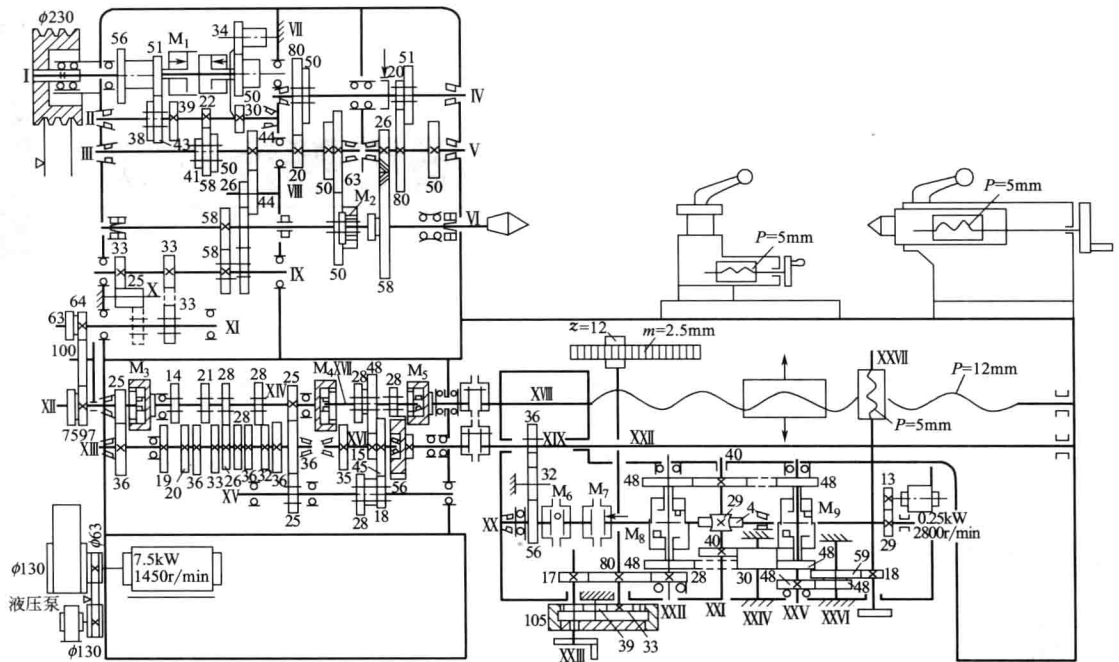 φ230
56
51
M1
34
Ⅶ
80
50
51
20
Ⅰ
50
Ⅳ
Ⅱ
39
22
30
38
43
44
26
Ⅲ
Ⅴ
41
58
50
26
20
50
63
80
50
Ⅷ
44
M2
58
Ⅵ
33
33
58
50
58
Ⅸ
25
Ⅹ
33
64
63
Ⅺ
100
P=5mm
P=5mm
z=12
m=2.5mm
25
M3
14
21
28
XⅣ
28
25
M4
XⅦ
28
48
28
M5
XXⅦ
P=12mm
XⅡ
XⅧ
P=5mm
7597
28
XⅢ
XⅥ
15
36
XⅨ
XXⅡ
36
19
20
36
33
26
36
32
36
36
35
45
56
32
40
48
48
XⅤ
25
28
18
M6
M7
M9
29
4
13
XX
0.25kW
2800r/min
φ63
M8
40
56
29
φ130
7.5kW
1450r/min
17
80
48
28
30
48
59
48
48
18
液压泵
XXⅡ
XXⅠ
XXⅣ
XXⅤ
XXⅥ
105
φ130
39
33
XXⅢ